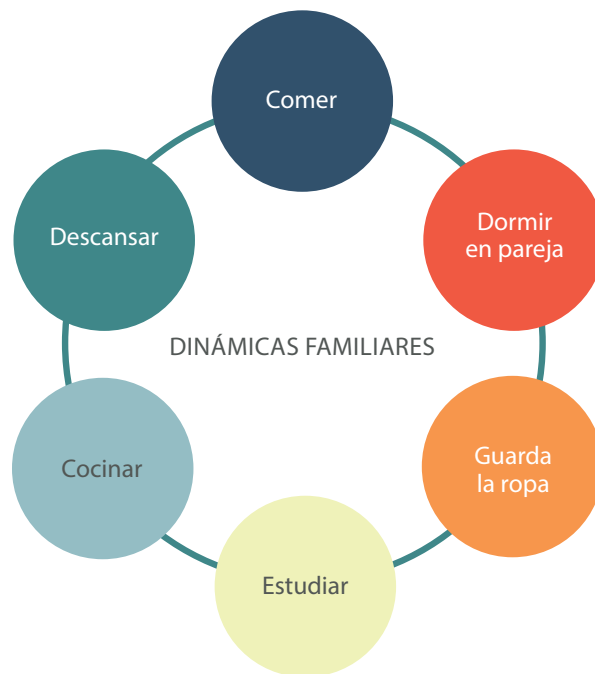 Comer
Descansar
Dormir
en pareja
DINÁMICAS FAMILIARES
Cocinar
Guarda
la ropa
Estudiar